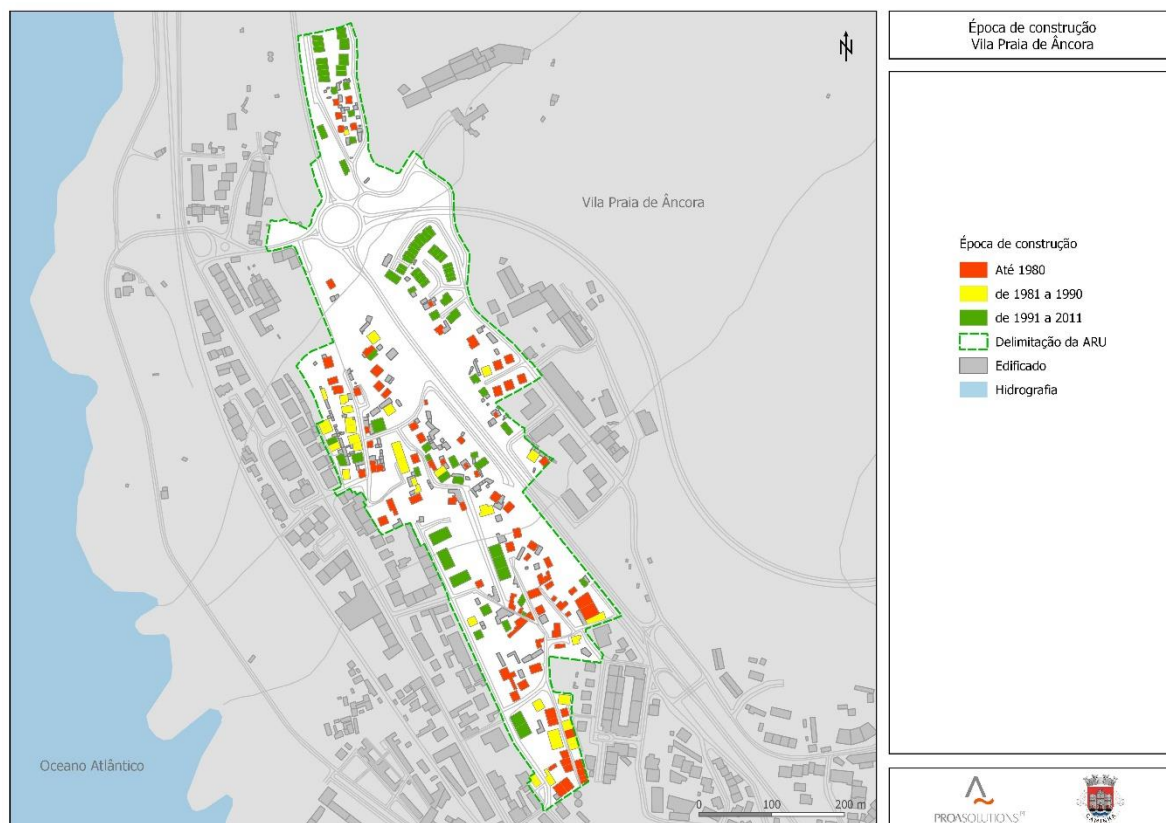 Época de construção
Vila Praia de Âncora
N
Vila Praia de Âncora
Oceano Atlântico
0 100 200 m
Época de construção
Até 1980
de 1981 a 1990
de 1991 a 2011
Delimitação da ARU
Edificado
Hidrografia
PROASOLUTIONS
CAMINHA